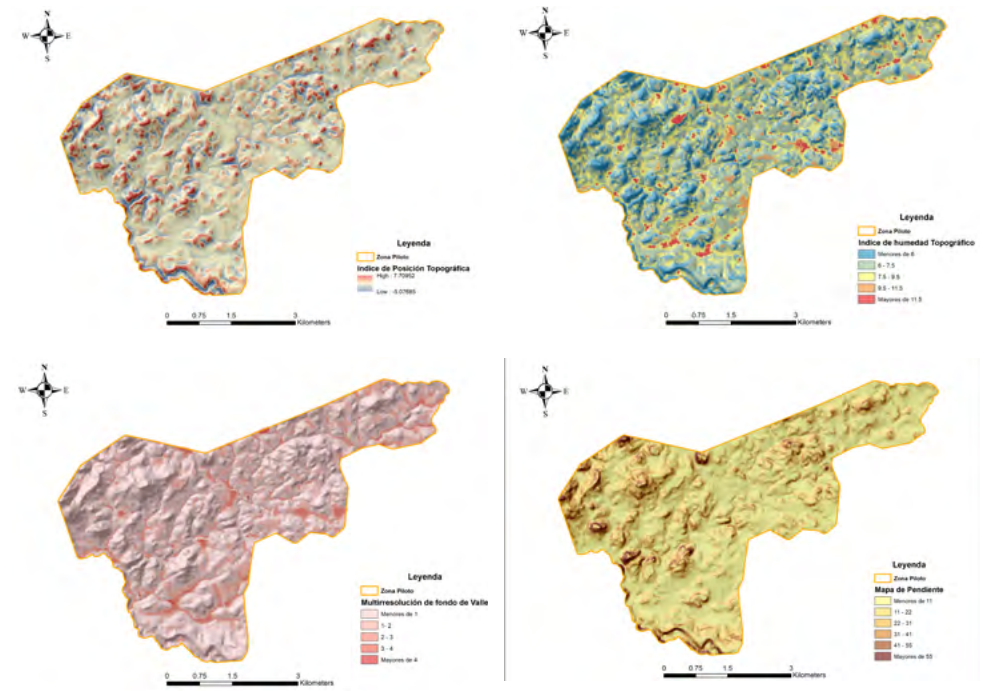 N
W E
S
Leyenda
Zona Piloto
Índice de Posición Topográfica
High : 7.70952
Low :
0 0.75 1.5 3
Kilometers
N
W E
S
Leyenda
Zona Piloto
Indice de humedad Topográfico
Menores de 6
6 - 7.5
7.5 - 9.5
9.5 - 11.5
Mayores de 11.5
0 0.75 1.5 3
Kilometers
N
W E
S
Leyenda
Zona Piloto
Multirresolución de fondo de Valle
Menores de 1
1- 2
2 - 3
3 - 4
Mayores de 4
0 0.75 1.5 3
Kilometers
N
W E
S
Leyenda
Zona Piloto
Mapa de Pendiente
Menores de 11
11 - 22
22 - 31
31 - 41
41 - 55
Mayores de 55
0 0.75 1.5 3
Kilometers